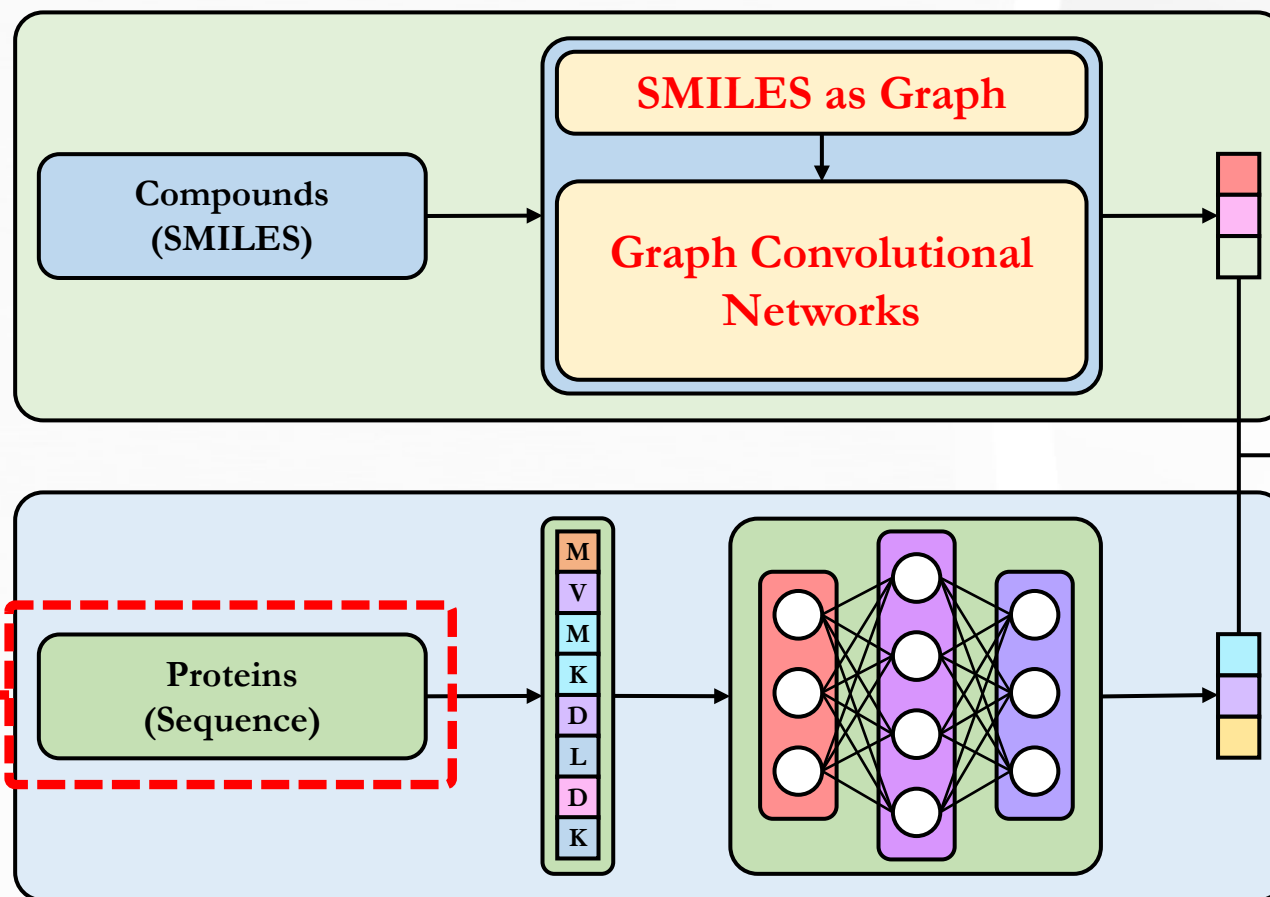 SMILES as Graph
Compounds
(SMILES)
Graph Convolutional
Networks
Proteins
(Sequence)
M
V
M
K
D
L
D
K